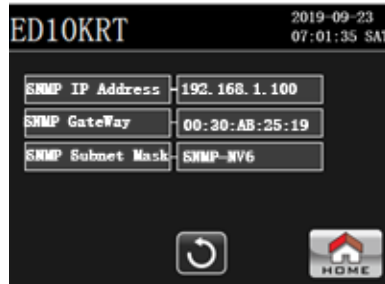 ED10KRT
2019-09-23
07:01:35 SAT
SNMP IP Address
192.168.1.100
SNMP GateWay
00:30:AB:25:19
SNMP Subnet Mask
SNMP-NV6
HOME